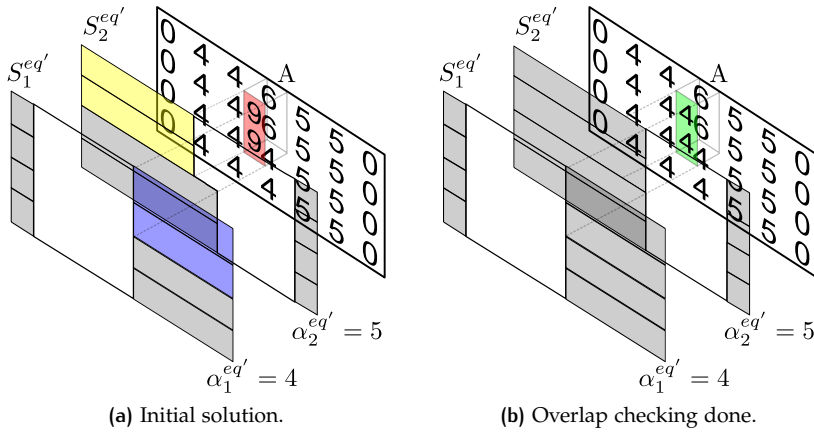 S_2^{eq'}
S_1^{eq'}
A
0 4 4 6 5 5 0
0 4 4 6 5 5 0
0 4 4 4 5 5 0
0 4 4 4 5 5 0
9
9
α_2^{eq'} = 5
α_1^{eq'} = 4
(a) Initial solution.
S_2^{eq'}
S_1^{eq'}
A
0 4 4 6 5 5 0
0 4 4 6 5 5 0
0 4 4 4 5 5 0
0 4 4 4 5 5 0
4
4
α_2^{eq'} = 5
α_1^{eq'} = 4
(b) Overlap checking done.